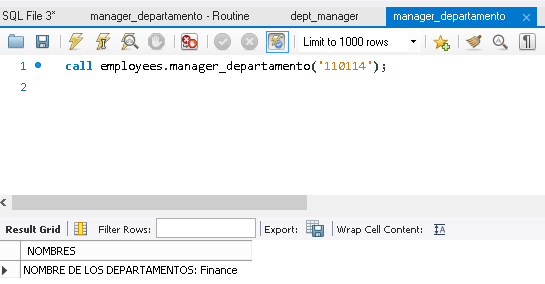 SQL File 3* manager_departamento - Routine dept_manager manager_departamento ×
Limit to 1000 rows
1 call employees.manager_departamento('110114');
2
Result Grid Filter Rows: Export: Wrap Cell Content: IA
NOMBRES
NOMBRE DE LOS DEPARTAMENTOS: Finance